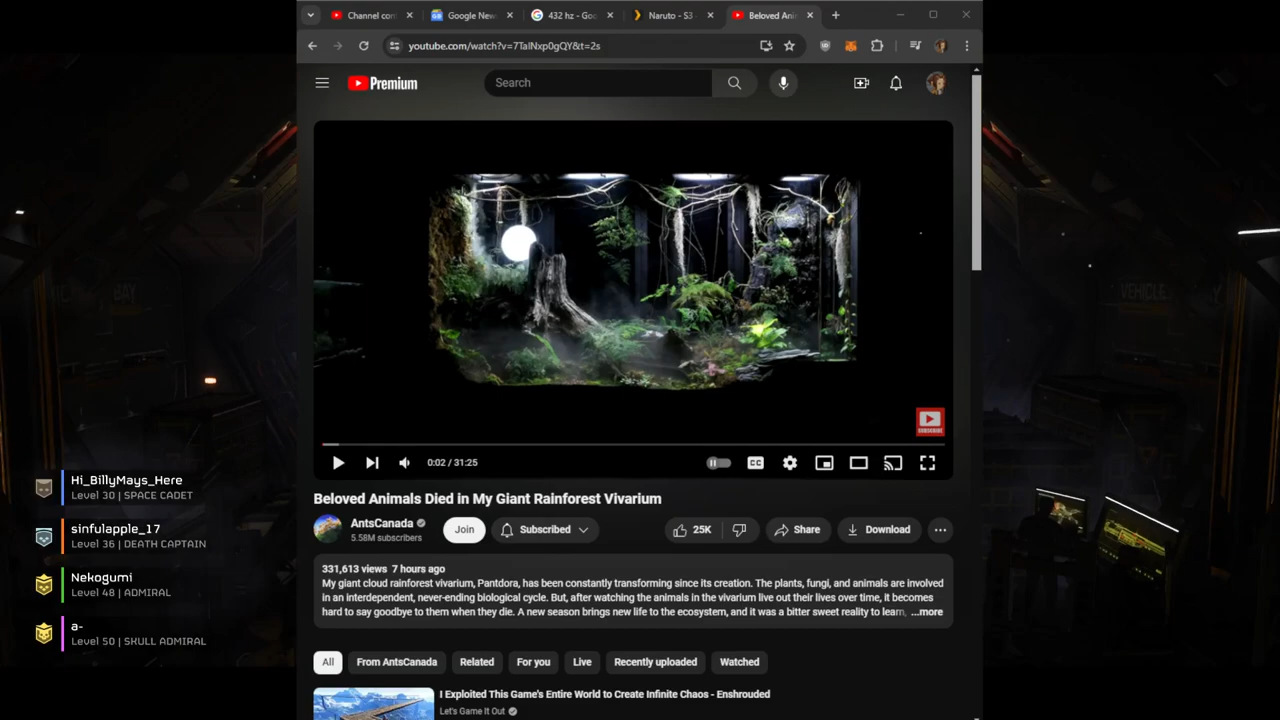 Channel con
Google New
432 hz - Goo
Naruto - S3
Beloved Ani
youtube.com/watch?v=7TalNxp0gQY&t=2s
Premium
Search
SUBSCRIBE
0:02 / 31:25
CC
Beloved Animals Died in My Giant Rainforest Vivarium
AntsCanada
5.58M subscribers
Join
Subscribed
25K
Share
Download
331,613 views 7 hours ago
My giant cloud rainforest vivarium, Pantdora, has been constantly transforming since its creation. The plants, fungi, and animals are involved
in an interdependent, never-ending biological cycle. But, after watching the animals in the vivarium live out their lives over time, it becomes
hard to say goodbye to them when they die. A new season brings new life to the ecosystem, and it was a bitter sweet reality to learn, ...more
All
From AntsCanada
Related
For you
Live
Recently uploaded
Watched
I Exploited This Game's Entire World to Create Infinite Chaos - Enshrouded
Let's Game It Out
Hi_BillyMays_Here
Level 30 | SPACE CADET
sinfulapple_17
Level 36 | DEATH CAPTAIN
Nekogumi
Level 48 | ADMIRAL
a-
Level 50 | SKULL ADMIRAL
VEHICLE BAY